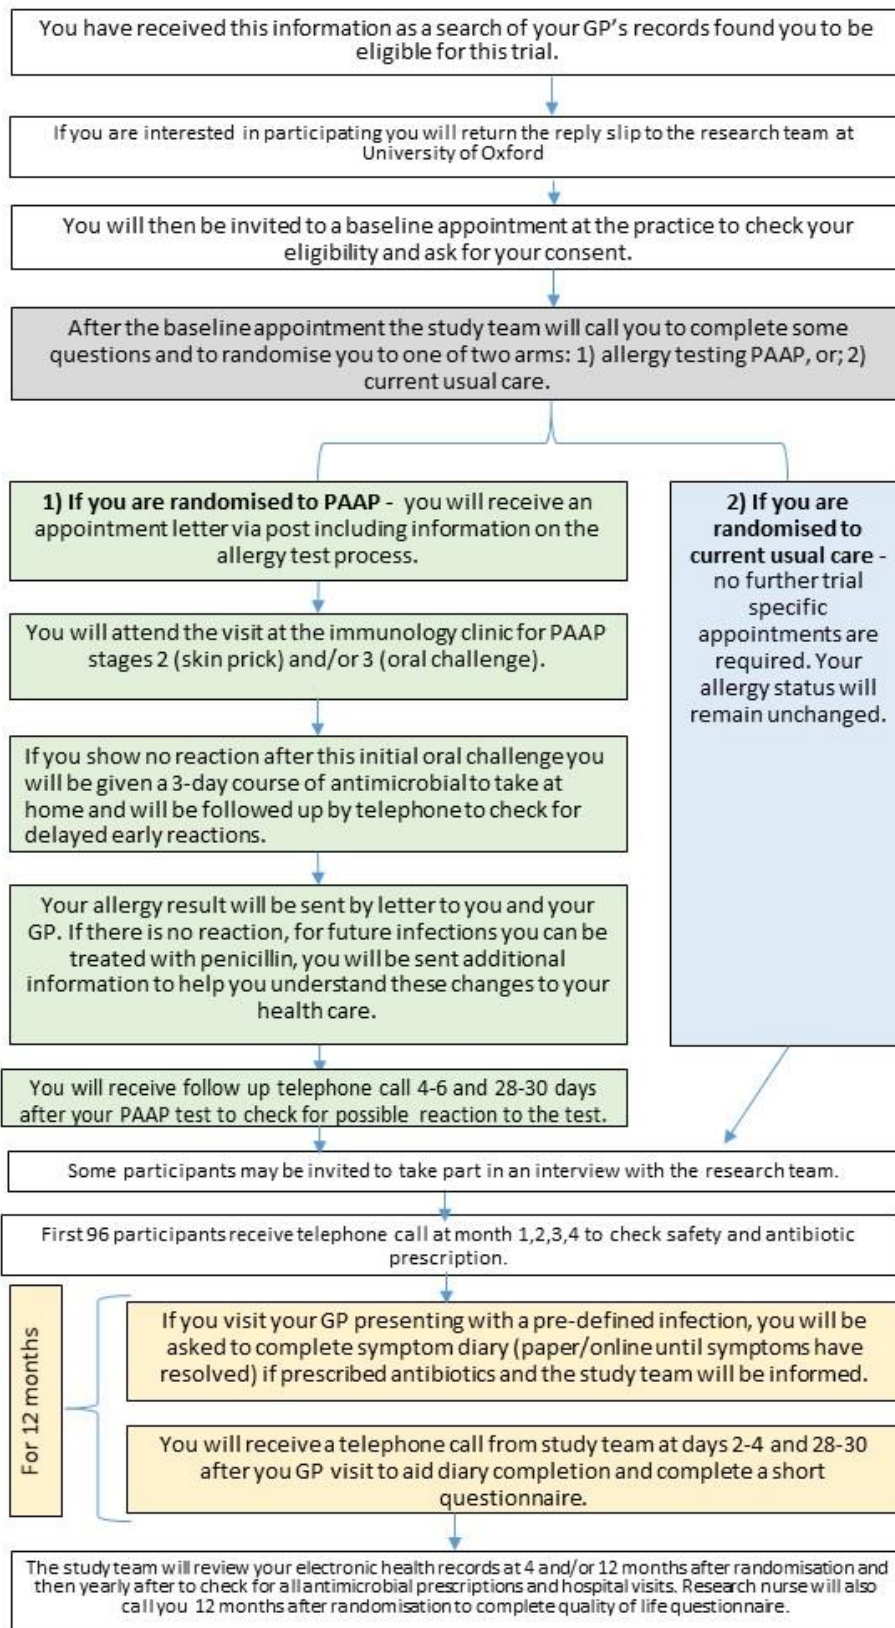 You have received this information as a search of your GP's records found you to be
eligible for this trial.
If you are interested in participating you will return the reply slip to the research team at
University of Oxford
You will then be invited to a baseline appointment at the practice to check your
eligibility and ask for your consent.
After the baseline appointment the study team will call you to complete some
questions and to randomise you to one of two arms: 1) allergy testing PAAP, or; 2)
current usual care.
1) If you are randomised to PAAP - you will receive an
appointment letter via post including information on the
allergy test process.
You will attend the visit at the immunology clinic for PAAP
stages 2 (skin prick) and/or 3 (oral challenge).
If you show no reaction after this initial oral challenge you
will be given a 3-day course of antimicrobial to take at
home and will be followed up by telephone to check for
delayed early reactions.
Your allergy result will be sent by letter to you and your
GP. If there is no reaction, for future infections you can be
treated with penicillin, you will be sent additional
information to help you understand these changes to your
health care.
You will receive follow up telephone call 4-6 and 28-30 days
after your PAAP test to check for possible reaction to the test.
2) If you are
randomised to
current usual care -
no further trial
specific
appointments are
required. Your
allergy status will
remain unchanged.
Some participants may be invited to take part in an interview with the research team.
First 96 participants receive telephone call at month 1,2,3,4 to check safety and antibiotic
prescription.
For 12 months
If you visit your GP presenting with a pre-defined infection, you will be
asked to complete symptom diary (paper/online until symptoms have
resolved) if prescribed antibiotics and the study team will be informed.
You will receive a telephone call from study team at days 2-4 and 28-30
after you GP visit to aid diary completion and complete a short
questionnaire.
The study team will review your electronic health records at 4 and/or 12 months after randomisation and
then yearly after to check for all antimicrobial prescriptions and hospital visits. Research nurse will also
call you 12 months after randomisation to complete quality of life questionnaire.